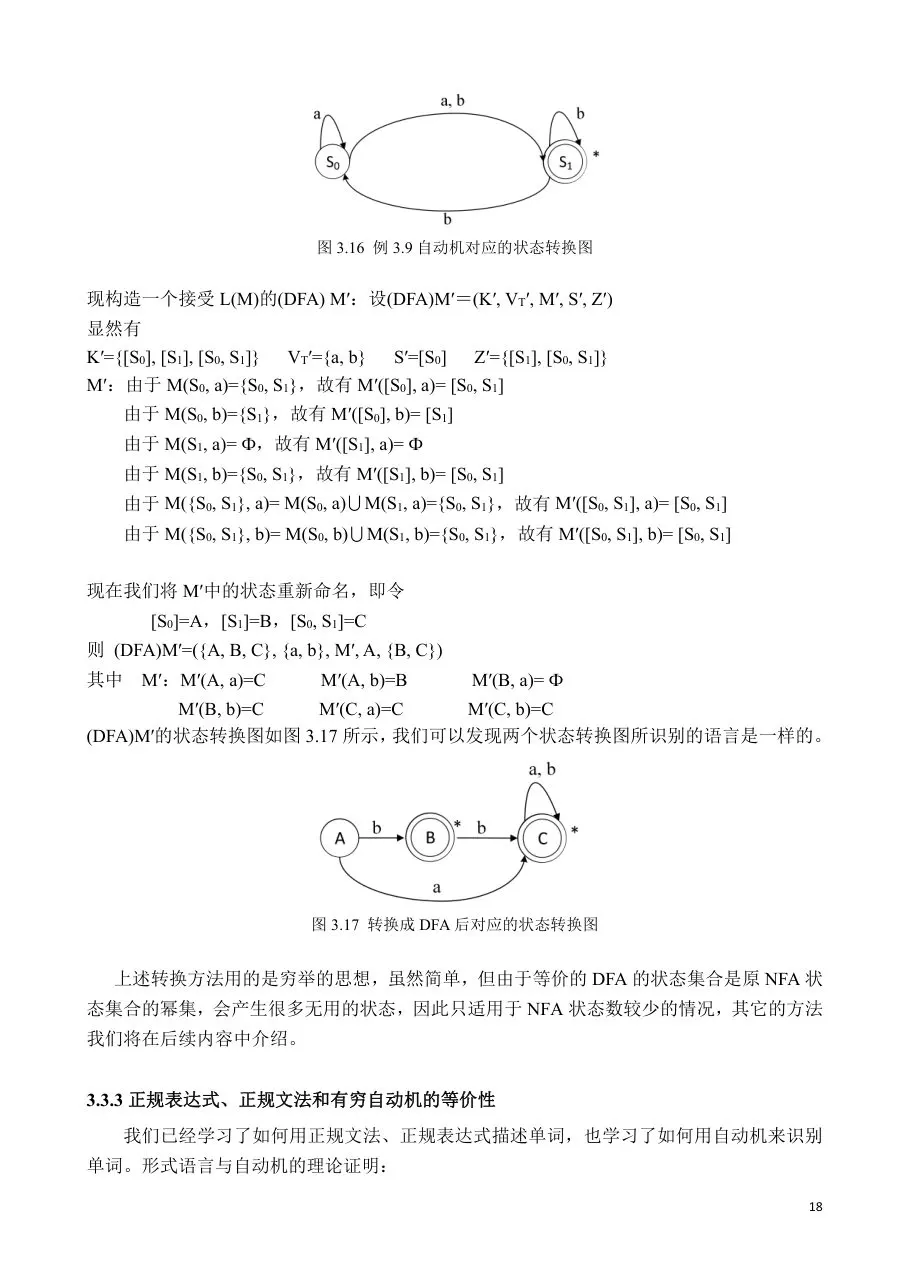 a, b
a
b
S0
S1
*
b
图 3.16 例 3.9 自动机对应的状态转换图
现构造一个接受 L(M)的(DFA) M′：设(DFA)M′＝(K′, VT′, M′, S′, Z′)
显然有
K′={[S0], [S1], [S0, S1]} VT′={a, b} S′=[S0] Z′={[S1], [S0, S1]}
M′：由于 M(S0, a)={S0, S1}，故有 M′([S0], a)= [S0, S1]
由于 M(S0, b)={S1}，故有 M′([S0], b)= [S1]
由于 M(S1, a)= Φ，故有 M′([S1], a)= Φ
由于 M(S1, b)={S0, S1}，故有 M′([S1], b)= [S0, S1]
由于 M({S0, S1}, a)= M(S0, a)∪M(S1, a)={S0, S1}，故有 M′([S0, S1], a)= [S0, S1]
由于 M({S0, S1}, b)= M(S0, b)∪M(S1, b)={S0, S1}，故有 M′([S0, S1], b)= [S0, S1]
现在我们将 M′中的状态重新命名，即令
[S0]=A，[S1]=B，[S0, S1]=C
则 (DFA)M′=({A, B, C}, {a, b}, M′, A, {B, C})
其中 M′：M′(A, a)=C M′(A, b)=B M′(B, a)= Φ
M′(B, b)=C M′(C, a)=C M′(C, b)=C
(DFA)M′的状态转换图如图 3.17 所示，我们可以发现两个状态转换图所识别的语言是一样的。
a, b
A
b
B
*
b
C
*
a
图 3.17 转换成 DFA 后对应的状态转换图
上述转换方法用的是穷举的思想，虽然简单，但由于等价的 DFA 的状态集合是原 NFA 状
态集合的幂集，会产生很多无用的状态，因此只适用于 NFA 状态数较少的情况，其它的方法
我们将在后续内容中介绍。
3.3.3 正规表达式、正规文法和有穷自动机的等价性
我们已经学习了如何用正规文法、正规表达式描述单词，也学习了如何用自动机来识别
单词。形式语言与自动机的理论证明：
18